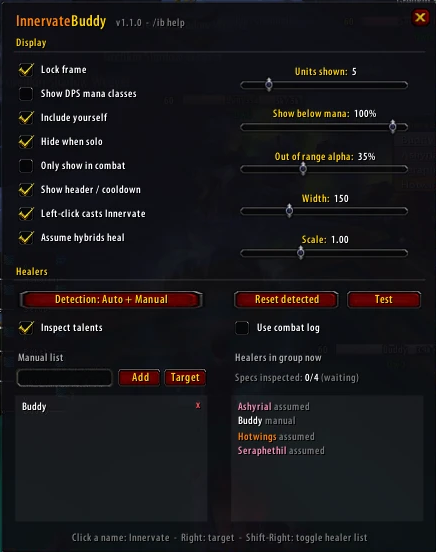 InnervateBuddy v1.1.0 - /ib help
Display
Lock frame
Show DPS mana classes
Include yourself
Hide when solo
Only show in combat
Show header / cooldown
Left-click casts Innervate
Assume hybrids heal
Units shown: 5
Show below mana: 100%
Out of range alpha: 35%
Width: 150
Scale: 1.00
Healers
Detection: Auto + Manual
Reset detected
Test
Inspect talents
Use combat log
Manual list
Add
Target
Buddy x
Healers in group now
Specs inspected: 0/4 (waiting)
Ashyrial assumed
Buddy manual
Hotwings assumed
Seraphethil assumed
Click a name: Innervate - Right: target - Shift-Right: toggle healer list